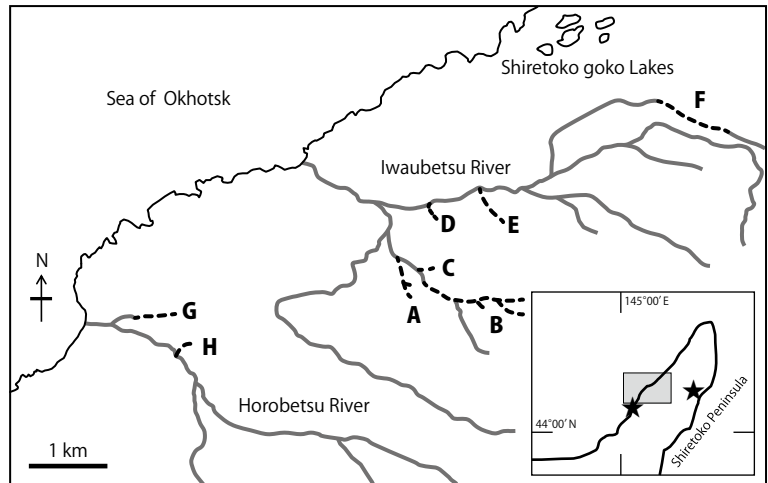 Shiretoko goko Lakes
Sea of Okhotsk
F
Iwaubetsu River
D
E
N
C
A
B
G
H
Horobetsu River
1 km
145°00′ E
44°00′ N
Shiretoko Peninsula